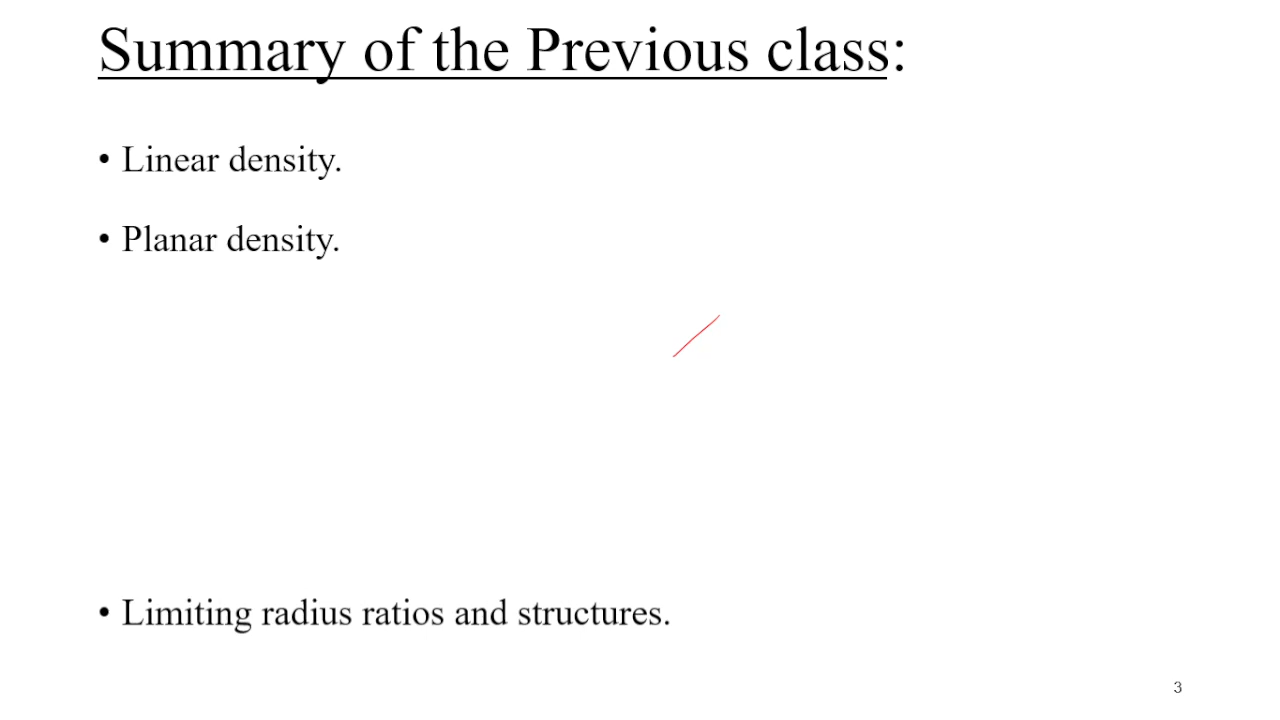 Summary of the Previous class:
• Linear density.
• Planar density.
• Limiting radius ratios and structures.
3